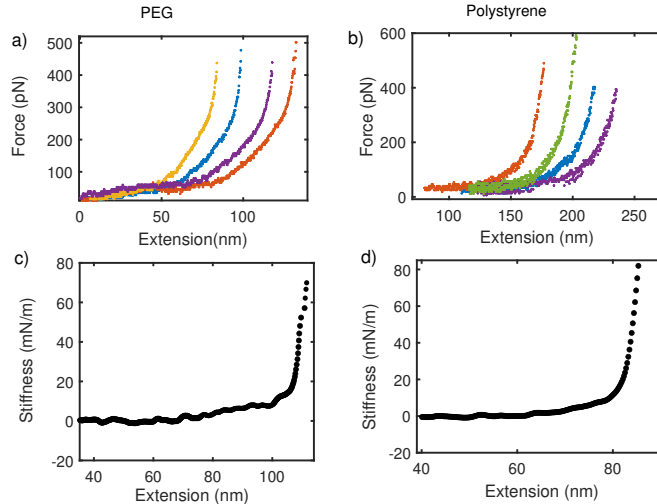 PEG
Polystyrene
a)
500
400
300
200
100
0
50
100
Force (pN)
Extension(nm)
b)
600
400
200
0
100
150
200
250
Force (pN)
Extension (nm)
c)
80
60
40
20
0
-20
40
60
80
100
Stiffness (mN/m)
Extension (nm)
d)
80
60
40
20
0
-20
40
60
80
Stiffness (mN/m)
Extension (nm)